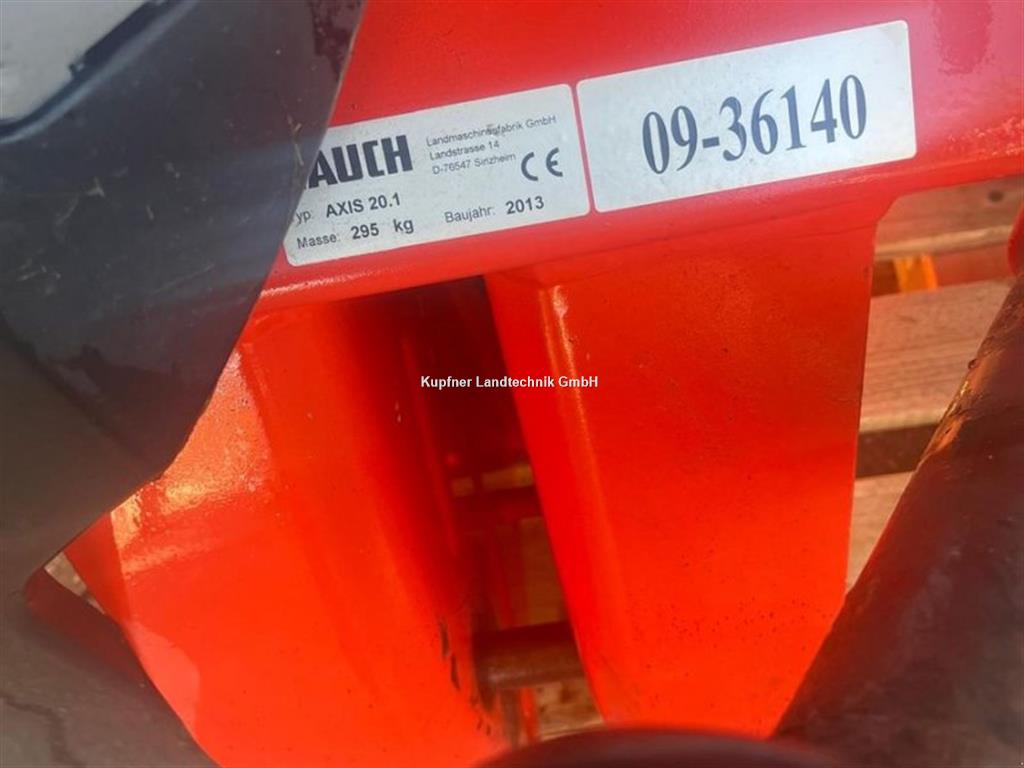 AUCH
Landmaschinenfabrik GmbH
Landstrasse 14
D-76547 Sinzheim
CE
yp: AXIS 20.1
Masse: 295 kg
Baujahr: 2013
09-36140
Kupfner Landtechnik GmbH